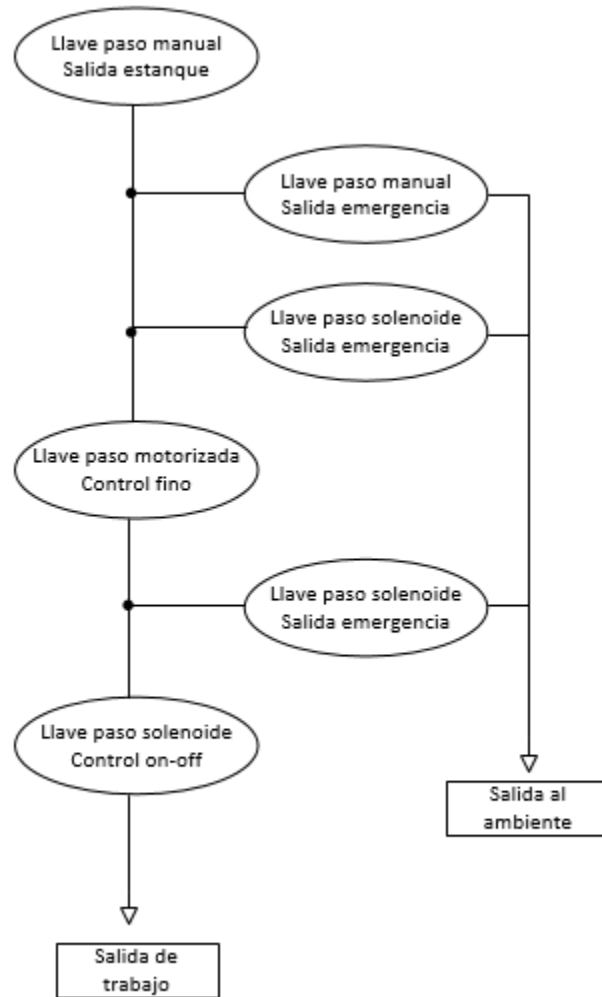 Llave paso manual
Salida estanque
Llave paso manual
Salida emergencia
Llave paso solenoide
Salida emergencia
Llave paso motorizada
Control fino
Llave paso solenoide
Salida emergencia
Llave paso solenoide
Control on-off
Salida al
ambiente
Salida de
trabajo